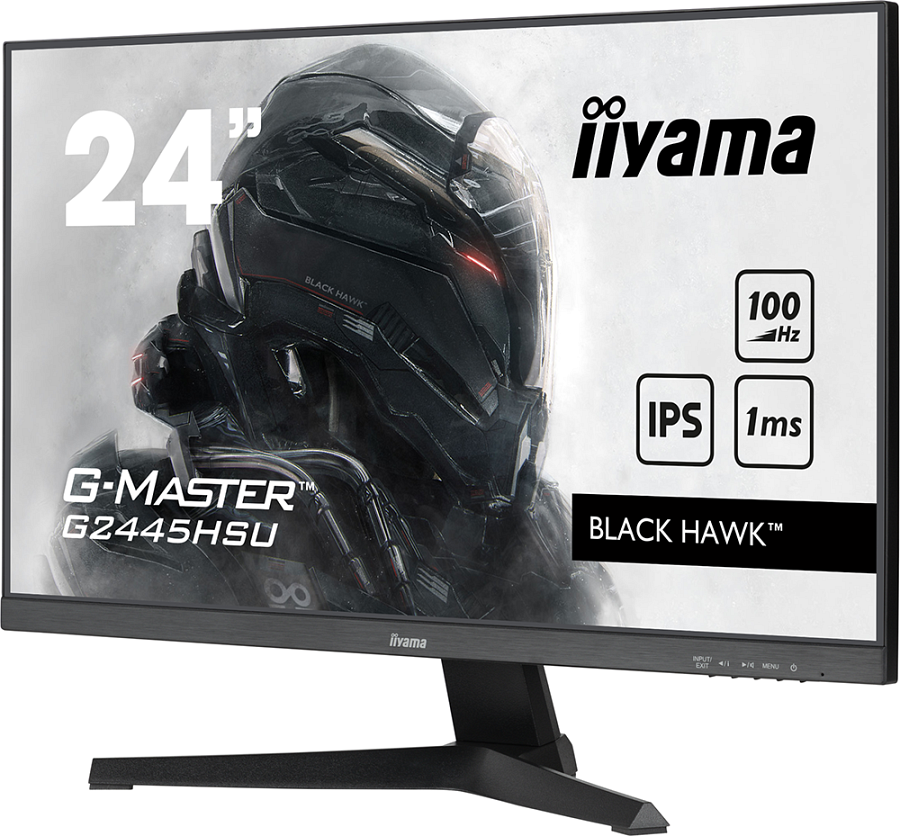 24”
iiyama
BLACK HAWK™
100
Hz
IPS
1ms
G-MASTER™
G2445HSU
BLACK HAWK™
iiyama
INPUT/
EXIT
MENU